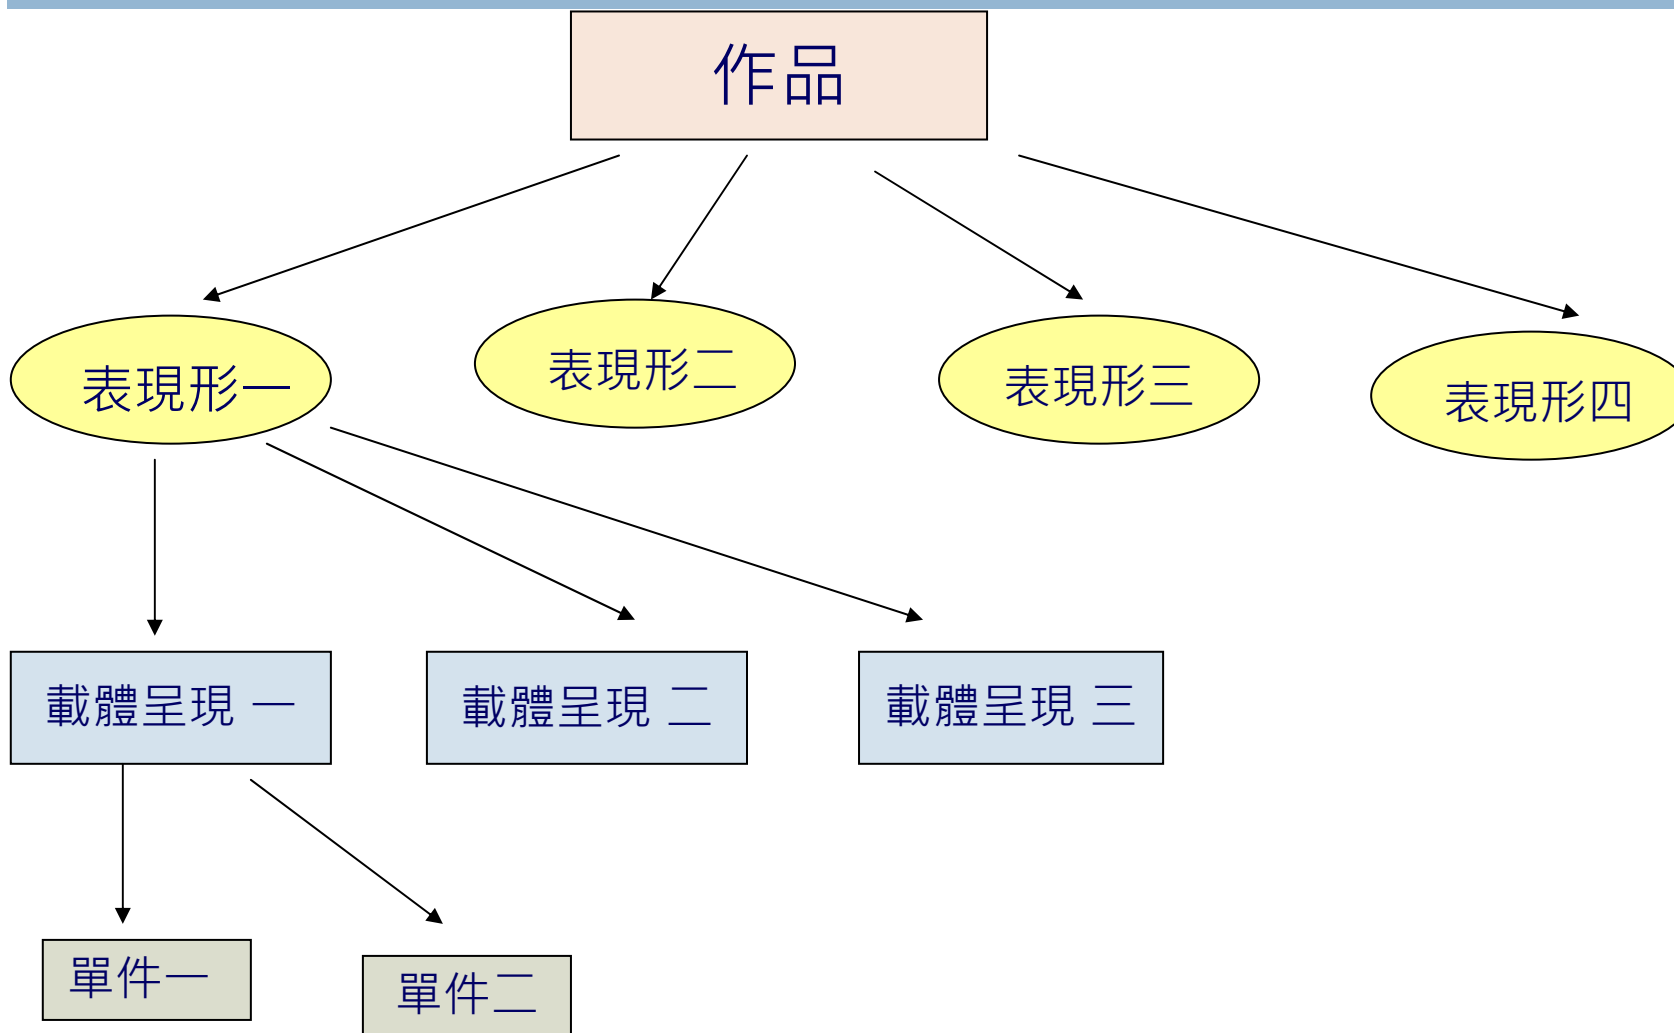 作品
表現形一
表現形二
表現形三
表現形四
載體呈現 一
載體呈現 二
載體呈現 三
單件一
單件二